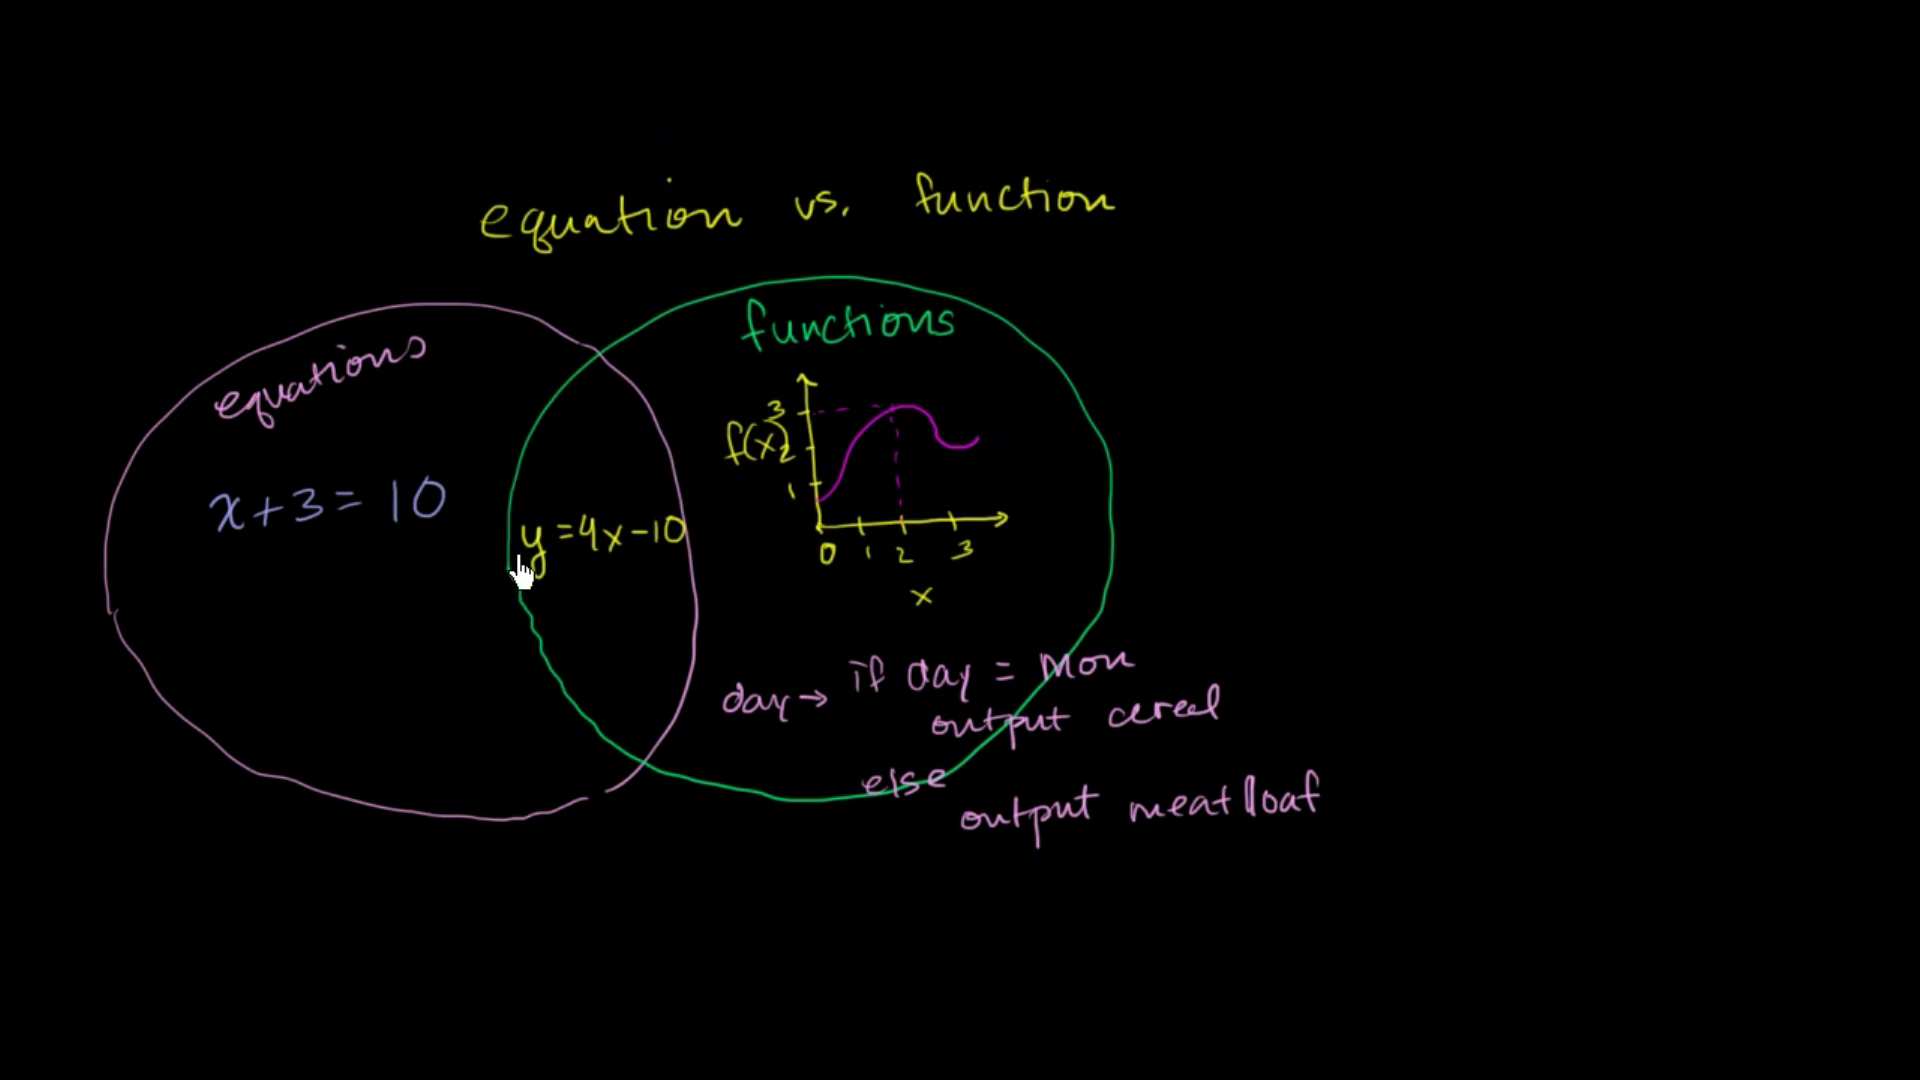 equation vs. function
functions
equations
3
f(x)
2
1
x+3=10
y=4x-10
0 1 2 3
x
day→ if day = Mon
output cereal
else
output meatloaf